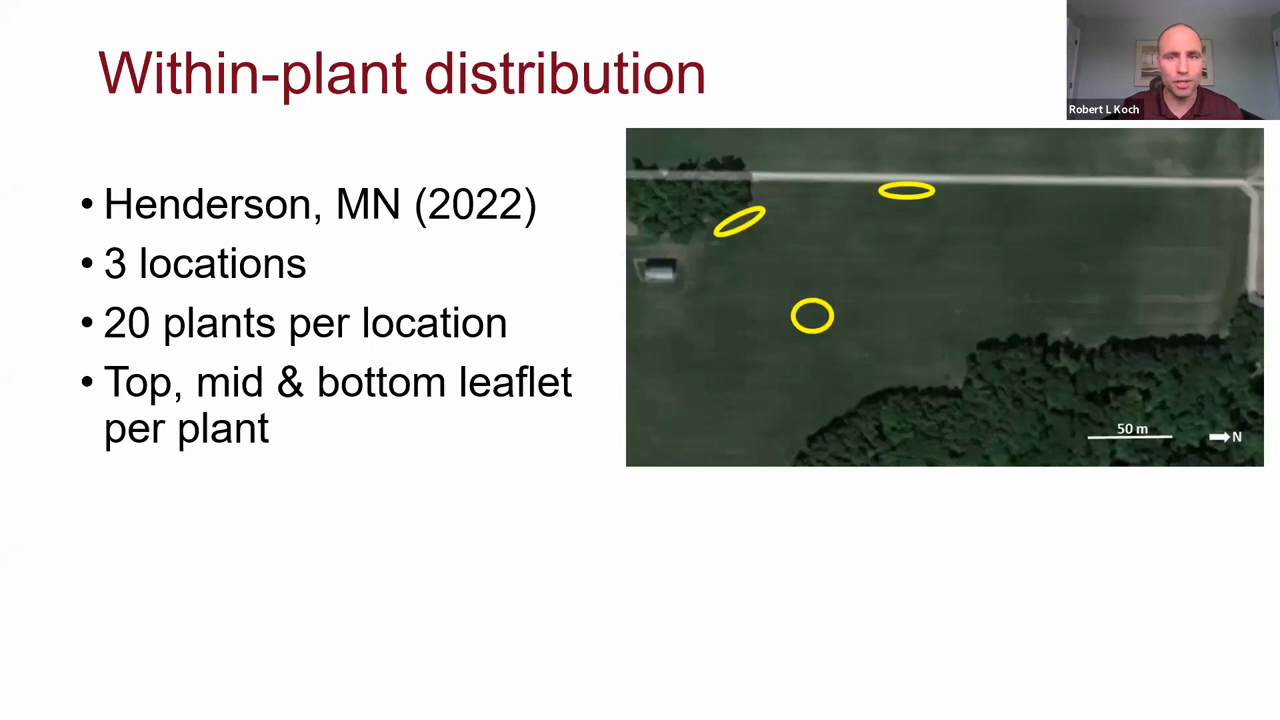 Within-plant distribution
Robert L Koch
• Henderson, MN (2022)
• 3 locations
• 20 plants per location
• Top, mid & bottom leaflet
per plant
50 m
N